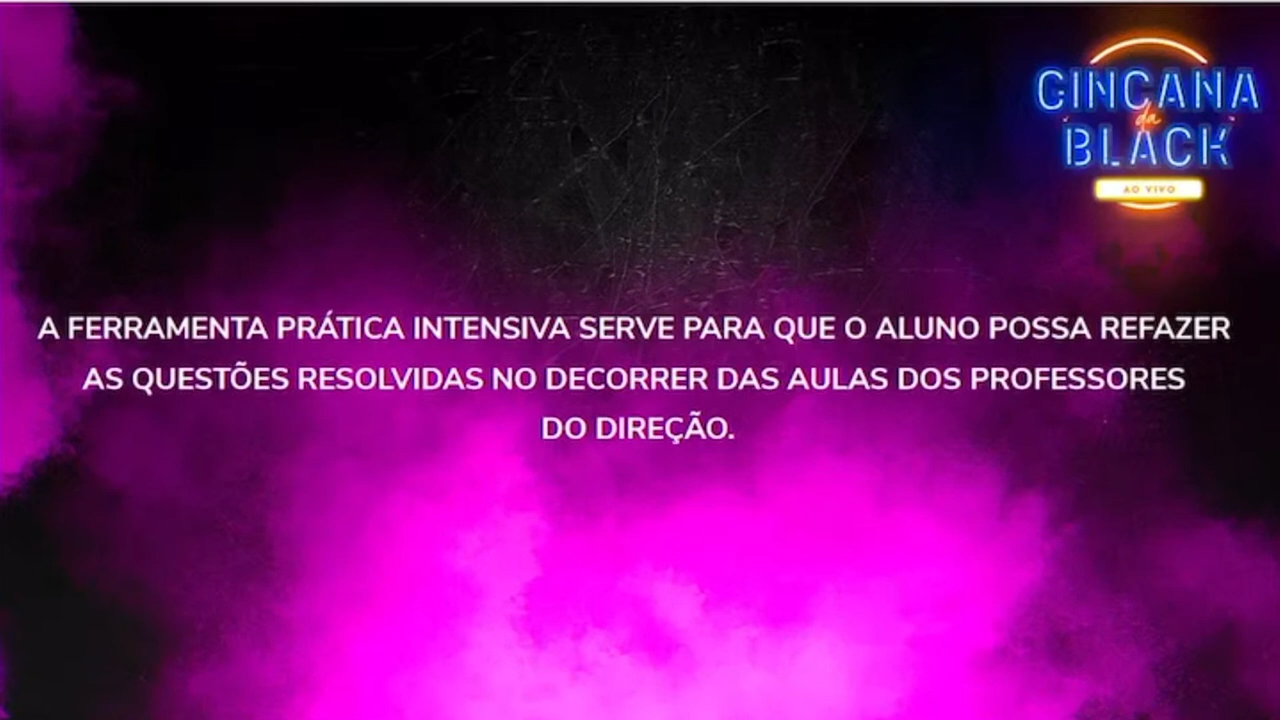 CINCANA
da
BLACK
AO VIVO
A FERRAMENTA PRÁTICA INTENSIVA SERVE PARA QUE O ALUNO POSSA REFAZER
AS QUESTÕES RESOLVIDAS NO DECORRER DAS AULAS DOS PROFESSORES
DO DIREÇÃO.